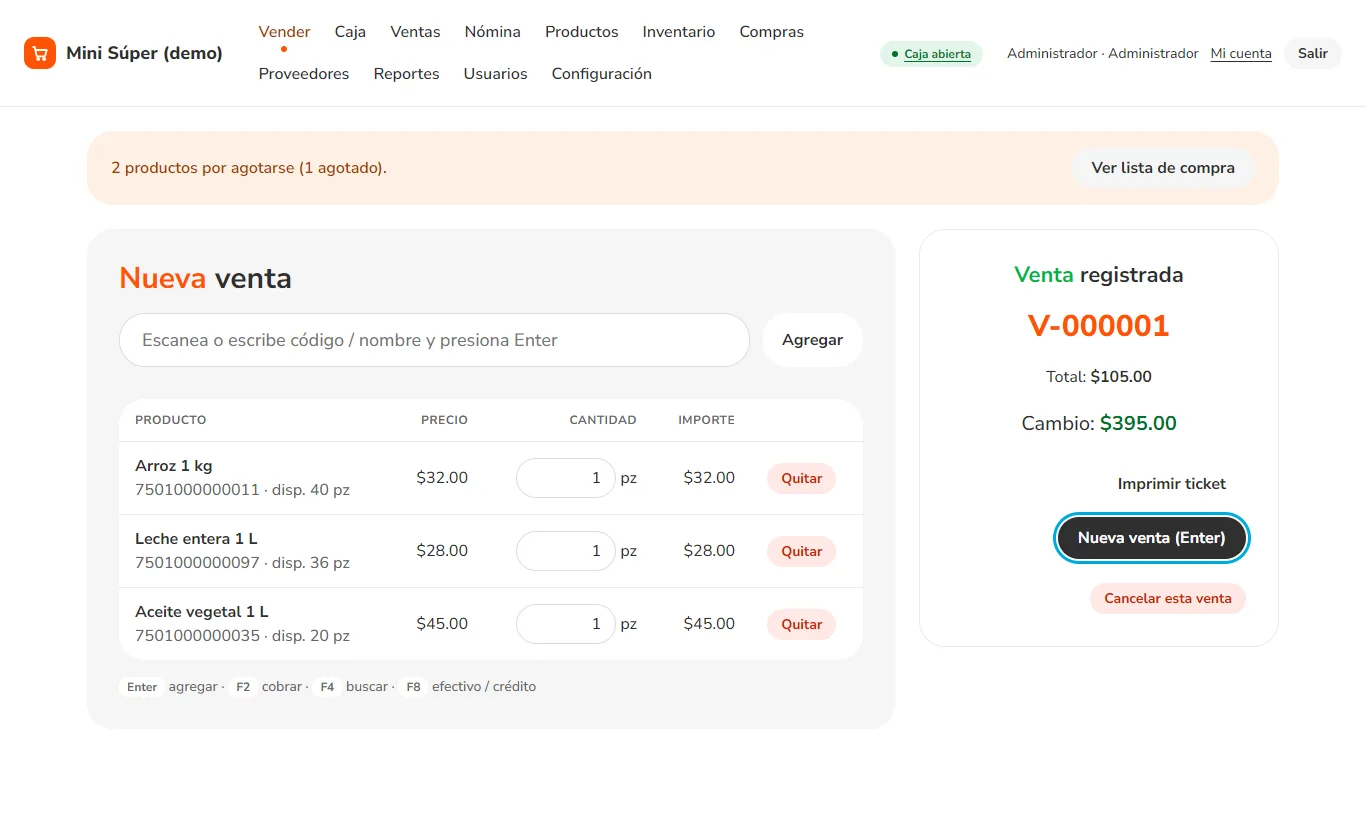 Mini Súper (demo)
Vender Caja Ventas Nómina Productos Inventario Compras
Proveedores Reportes Usuarios Configuración
Caja abierta
Administrador · Administrador Mi cuenta Salir
2 productos por agotarse (1 agotado).
Ver lista de compra
Nueva venta
Escanea o escribe código / nombre y presiona Enter
Agregar
PRODUCTO PRECIO CANTIDAD IMPORTE
Arroz 1 kg
7501000000011 · disp. 40 pz
$32.00 1 pz $32.00 Quitar
Leche entera 1 L
7501000000097 · disp. 36 pz
$28.00 1 pz $28.00 Quitar
Aceite vegetal 1 L
7501000000035 · disp. 20 pz
$45.00 1 pz $45.00 Quitar
Enter agregar · F2 cobrar · F4 buscar · F8 efectivo / crédito
Venta registrada
V-000001
Total: $105.00
Cambio: $395.00
Imprimir ticket
Nueva venta (Enter)
Cancelar esta venta